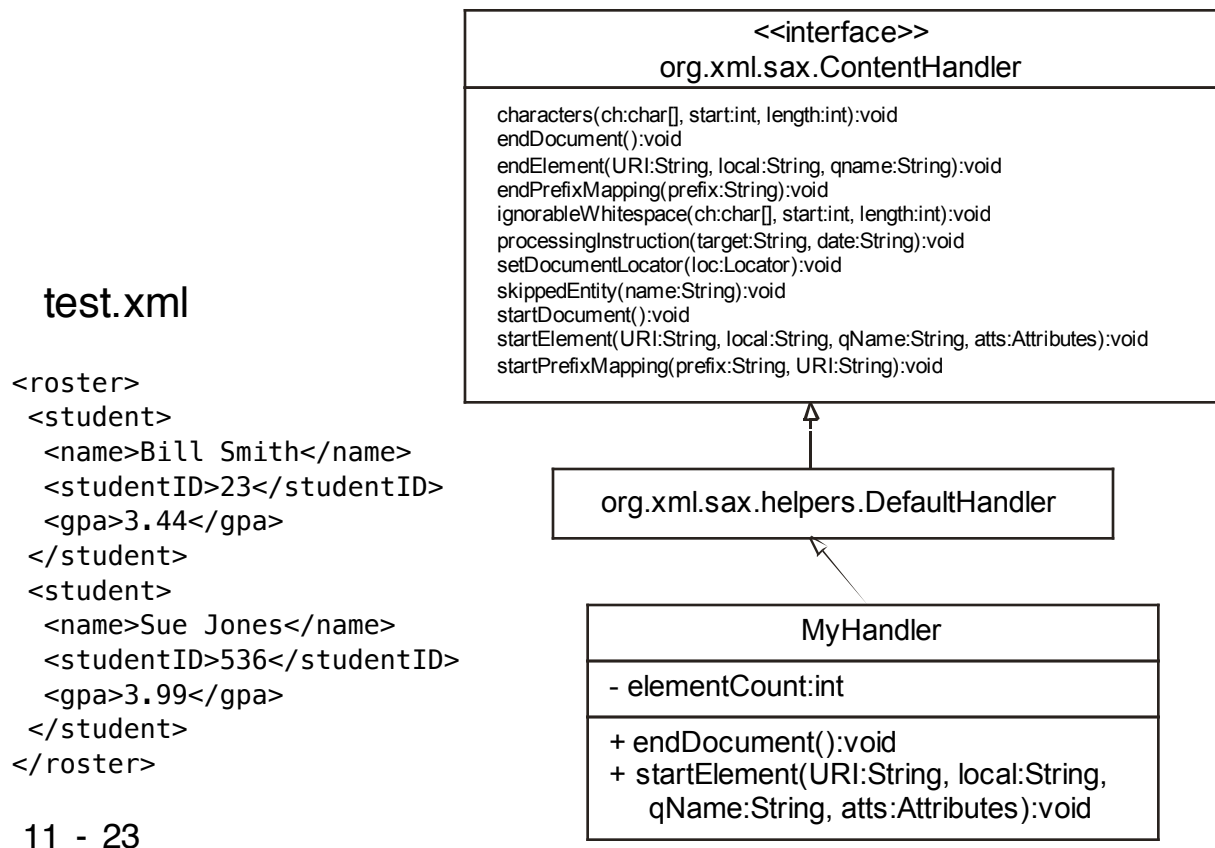 <<interface>>
org.xml.sax.ContentHandler
characters(ch:char[], start:int, length:int):void
endDocument():void
endElement(URI:String, local:String, qname:String):void
endPrefixMapping(prefix:String):void
ignorableWhitespace(ch:char[], start:int, length:int):void
processingInstruction(target:String, date:String):void
setDocumentLocator(loc:Locator):void
skippedEntity(name:String):void
startDocument():void
startElement(URI:String, local:String, qName:String, atts:Attributes):void
startPrefixMapping(prefix:String, URI:String):void
test.xml
<roster>
<student>
<name>Bill Smith</name>
<studentID>23</studentID>
<gpa>3.44</gpa>
</student>
<student>
<name>Sue Jones</name>
<studentID>536</studentID>
<gpa>3.99</gpa>
</student>
</roster>
org.xml.sax.helpers.DefaultHandler
MyHandler
- elementCount:int
+ endDocument():void
+ startElement(URI:String, local:String,
qName:String, atts:Attributes):void
11 - 23